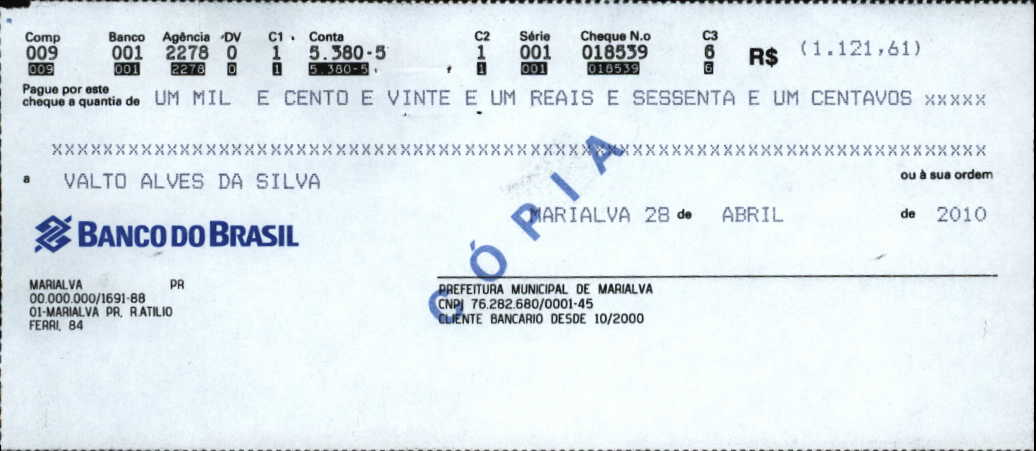 Comp Banco Agência DV C1 Conta C2 Série Cheque N.o C3
009 001 2278 0 1 5.380-5 1 001 018539 6 R$ (1.121,61)
009 001 2278 0 1 5.380-5 1 001 018539 6
Pague por este
cheque a quantia de UM MIL E CENTO E VINTE E UM REAIS E SESSENTA E UM CENTAVOS xxxxx
xxxxxxxxxxxxxxxxxxxxxxxxxxxxxxxxxxxxxxxxxxxxxxxxxxxxxxxxxxxxxxxxxxxxxxxxxxxxxxxx
a VALTO ALVES DA SILVA ou à sua ordem
MARIALVA 28 de ABRIL de 2010
BANCO DO BRASIL
CÓPIA
MARIALVA PR
00.000.000/1691-88
01-MARIALVA PR, R.ATILIO
FERRI, 84
PREFEITURA MUNICIPAL DE MARIALVA
CNPJ 76.282.680/0001-45
CLIENTE BANCARIO DESDE 10/2000